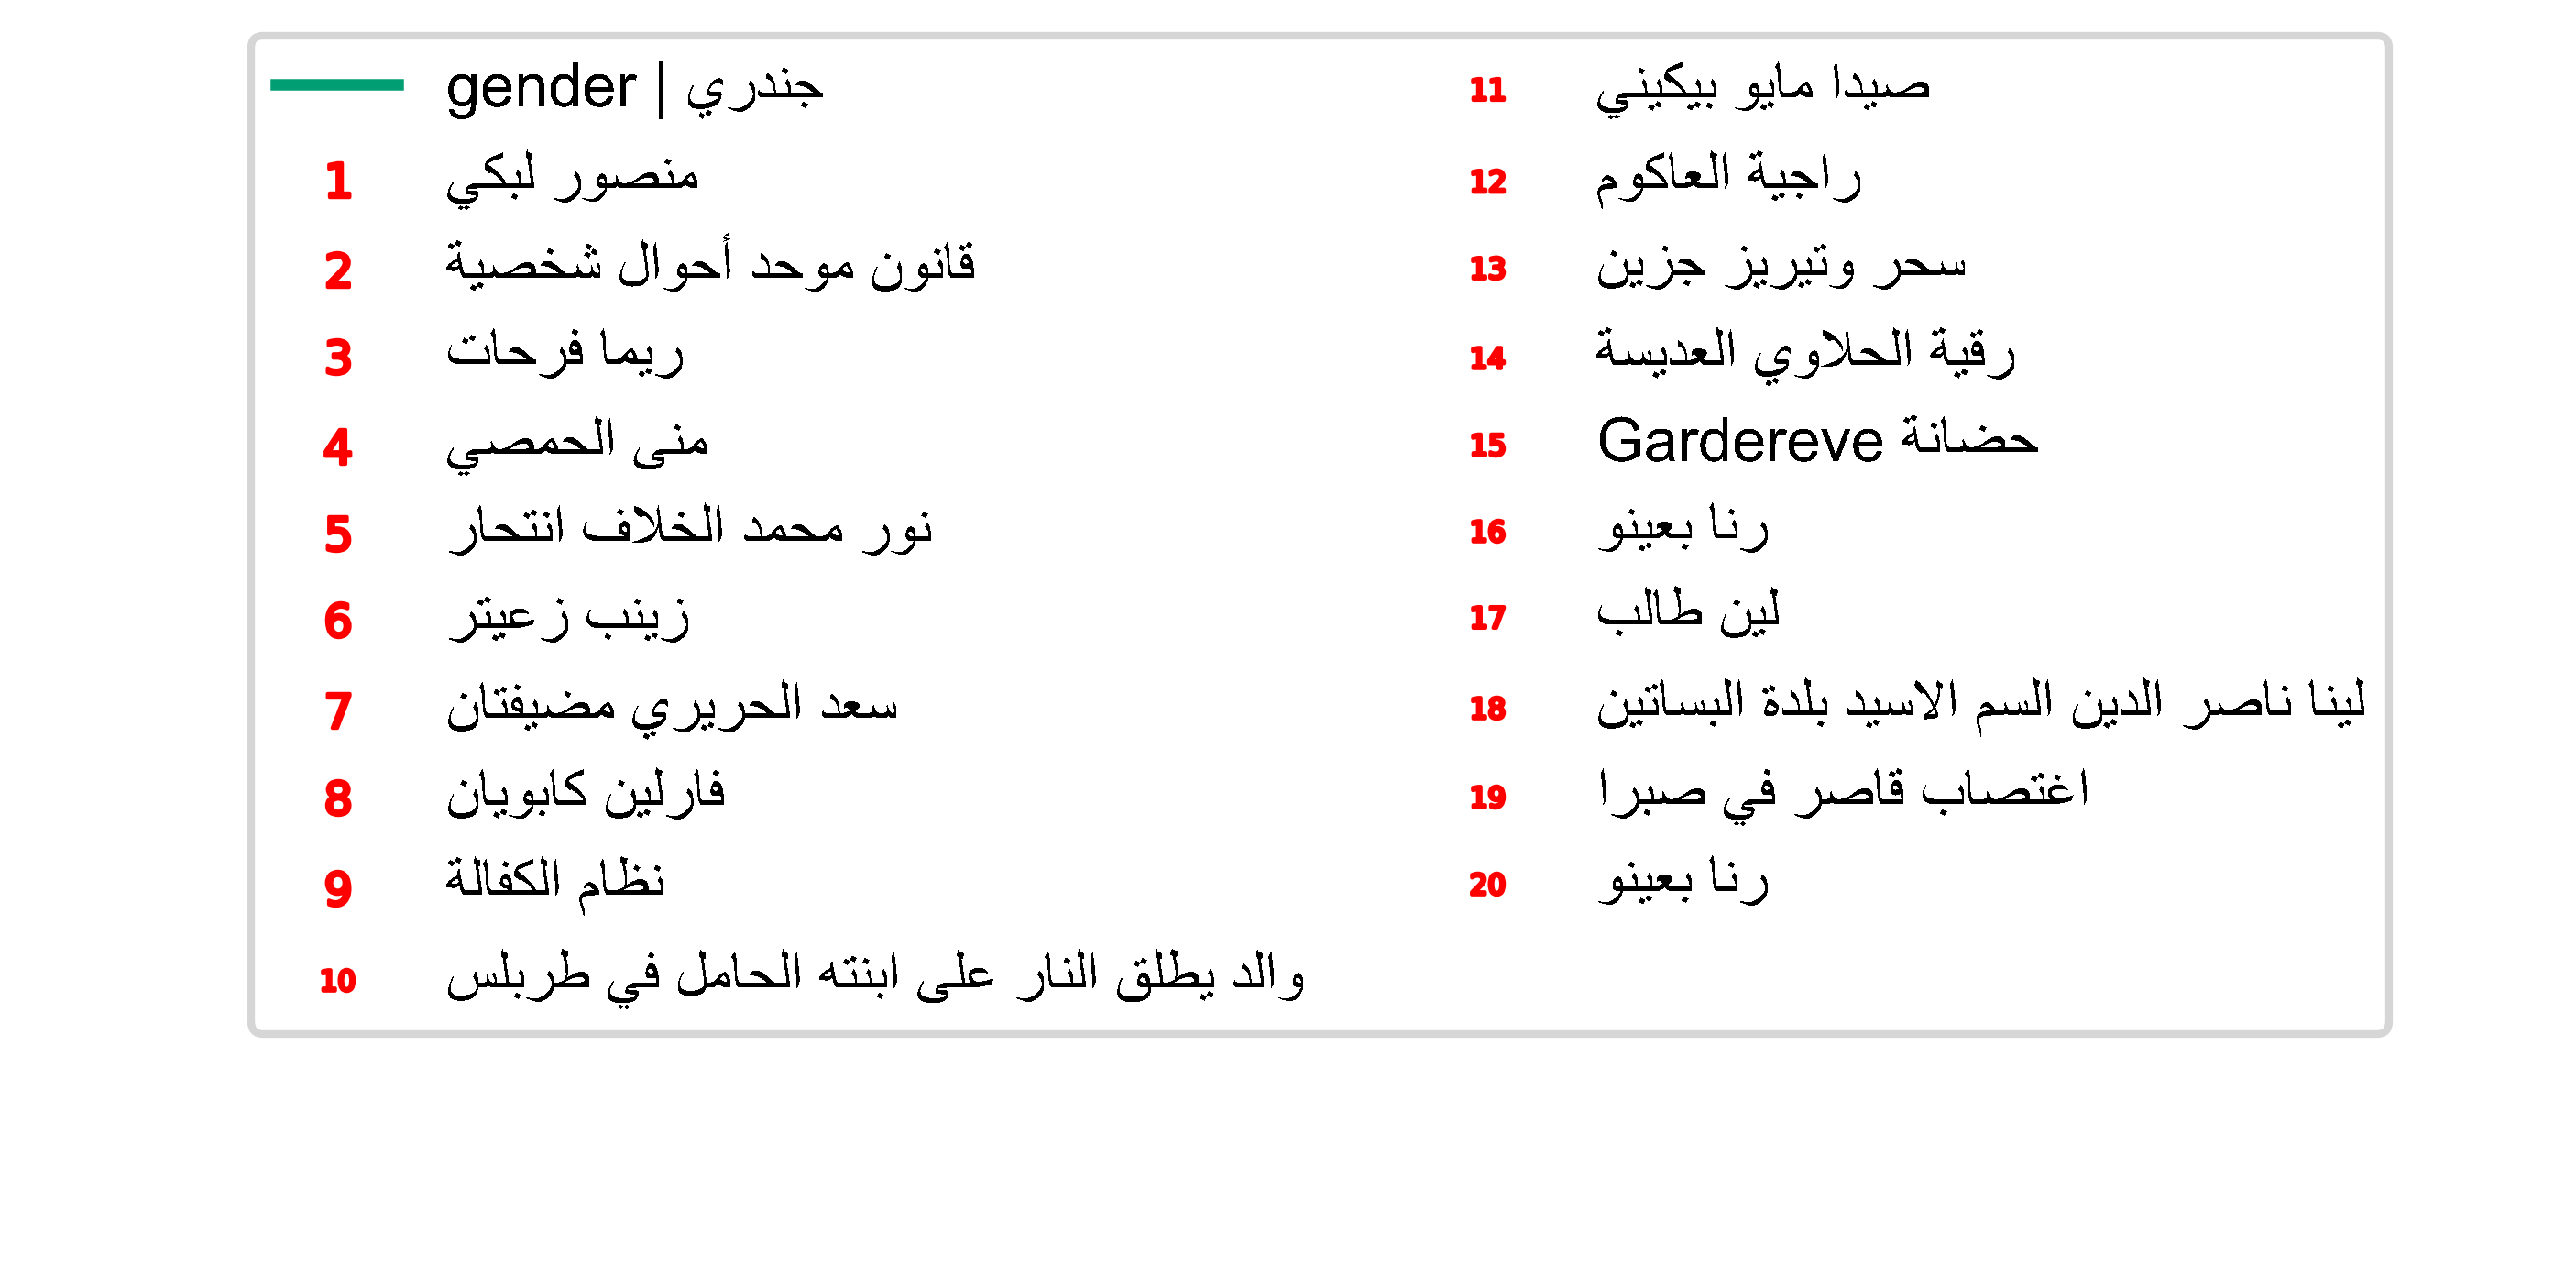 gender | جندري
1 منصور لبكي
2 قانون موحد أحوال شخصية
3 ريما فرحات
4 منى الحمصي
5 نور محمد الخلاف انتحار
6 زينب زعيتر
7 سعد الحريري مضيفتان
8 فارلين كابويان
9 نظام الكفالة
10 والد يطلق النار على ابنته الحامل في طربلس
11 صيدا مايو بيكيني
12 راجية العاكوم
13 سحر وتيريز جزين
14 رقية الحلاوي العديسة
15 Gardereve حضانة
16 رنا بعينو
17 لين طالب
18 لينا ناصر الدين السم الاسيد بلدة البساتين
19 اغتصاب قاصر في صبرا
20 رنا بعينو